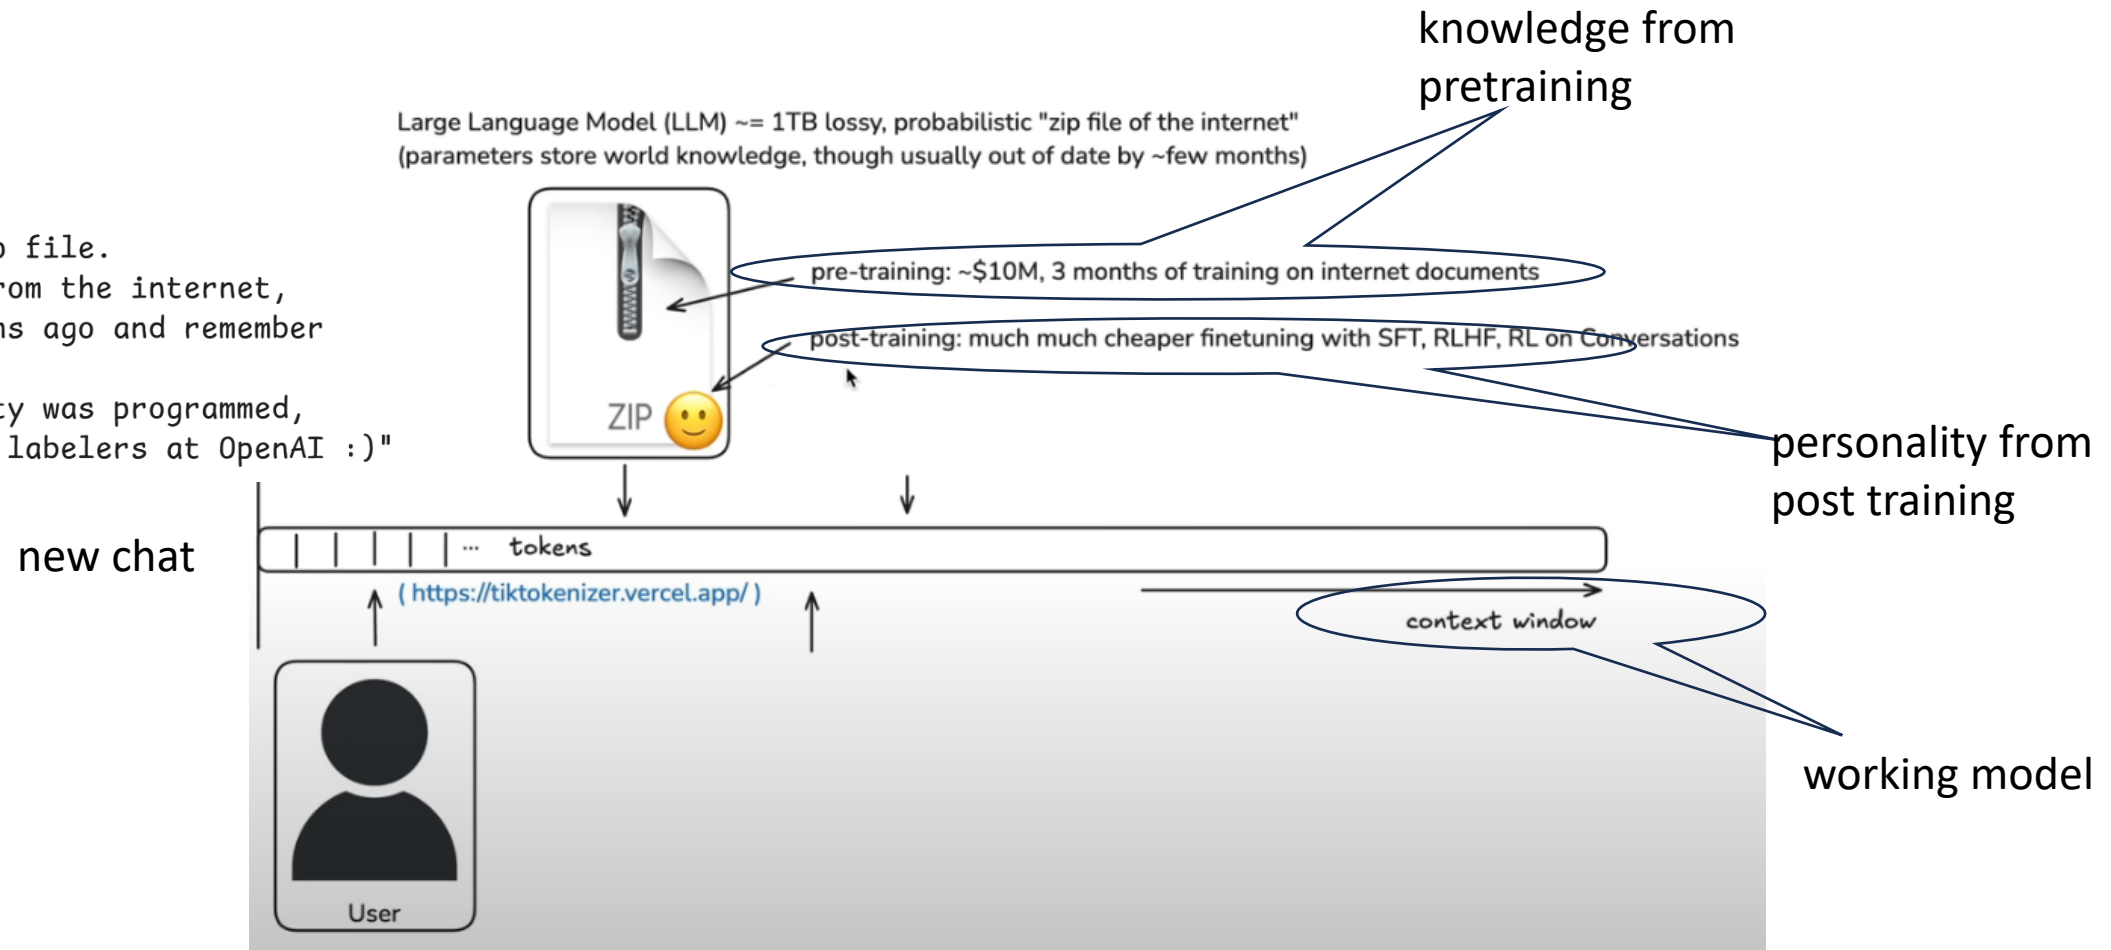 knowledge from
pretraining
Large Language Model (LLM) ~= 1TB lossy, probabilistic "zip file of the internet"
(parameters store world knowledge, though usually out of date by ~few months)
file.
rom the internet,
ns ago and remember
ty was programmed,
labelers at OpenAI :)"
pre-training: ~$10M, 3 months of training on internet documents
post-training: much much cheaper finetuning with SFT, RLHF, RL on Conversations
ZIP
personality from
post training
new chat
... tokens
( https://tiktokenizer.vercel.app/ )
context window
working model
User